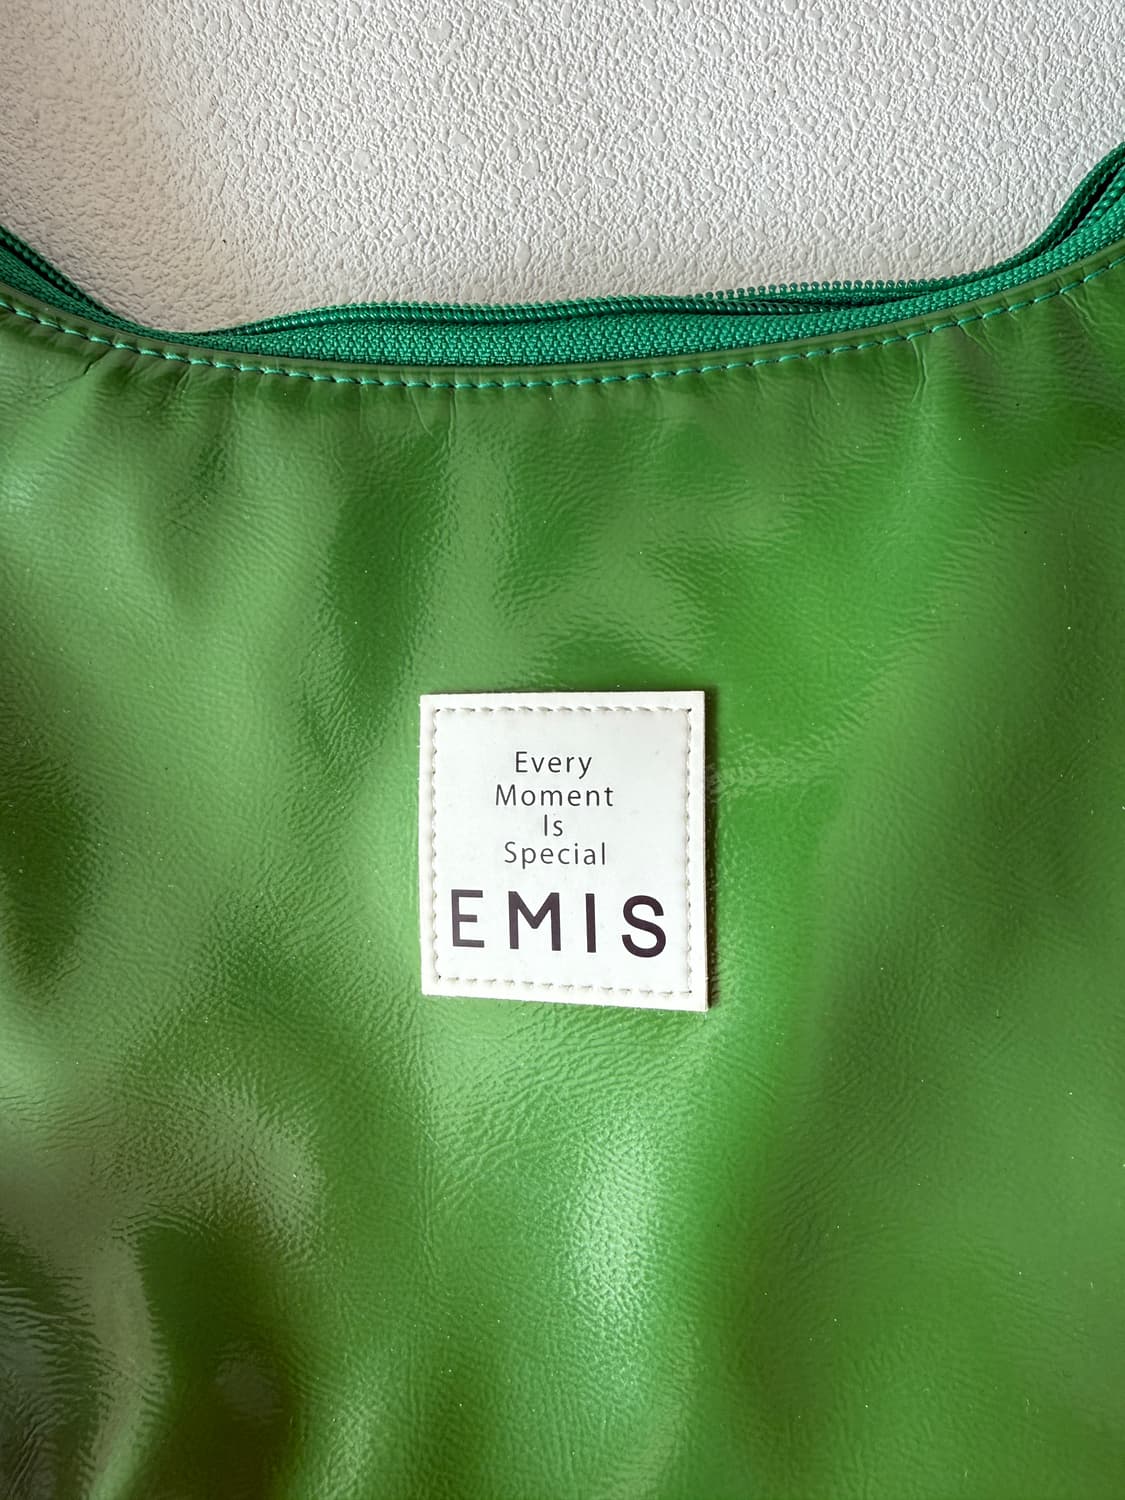 Every
Moment
Is
Special
EMIS